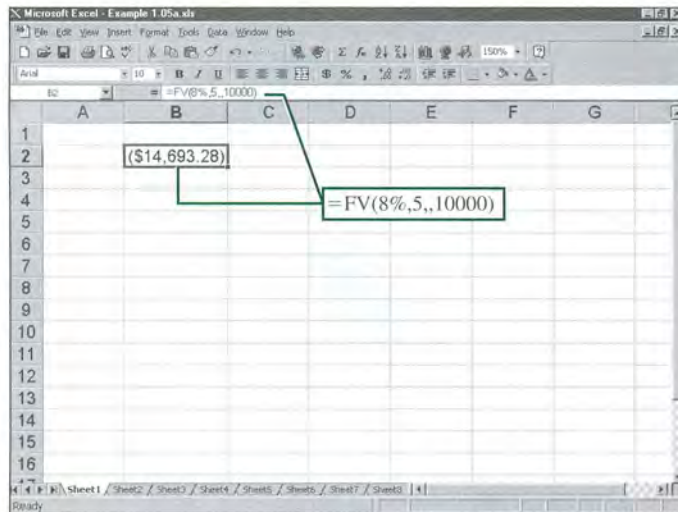 Microsoft Excel - Example 1.05a.xls
File Edit View Insert Format Tools Data Window Help
150%
Arial 10 B I U $ % ,
B2 = =FV(8%,5,,10000)
A B C D E F G
1
2 ($14,693.28)
3
4 =FV(8%,5,,10000)
5
6
7
8
9
10
11
12
13
14
15
16
Sheet1 / Sheet2 / Sheet3 / Sheet4 / Sheet5 / Sheet6 / Sheet7 / Sheet8
Ready